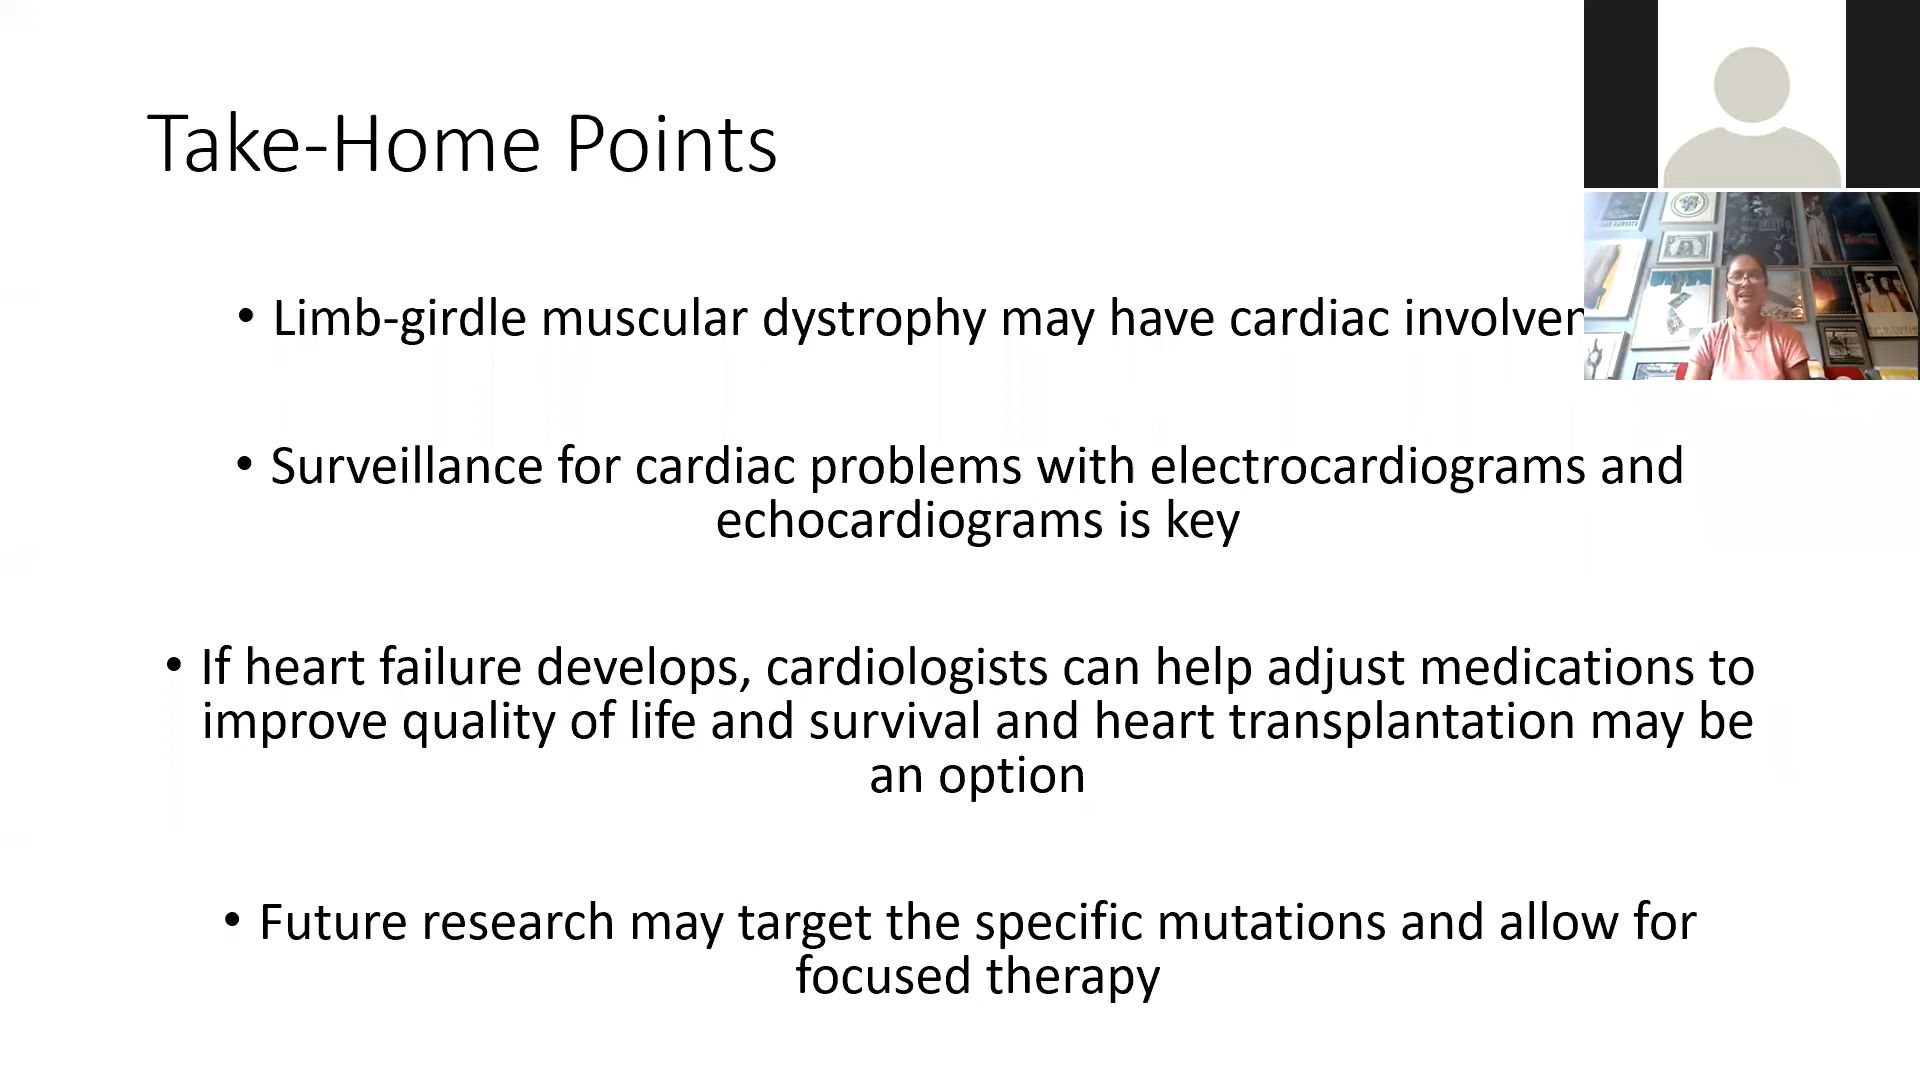 Take-Home Points
• Limb-girdle muscular dystrophy may have cardiac
• Surveillance for cardiac problems with electrocardiograms and
echocardiograms is key
• If heart failure develops, cardiologists can help adjust medications to
improve quality of life and survival and heart transplantation may be
an option
• Future research may target the specific mutations and allow for
focused therapy